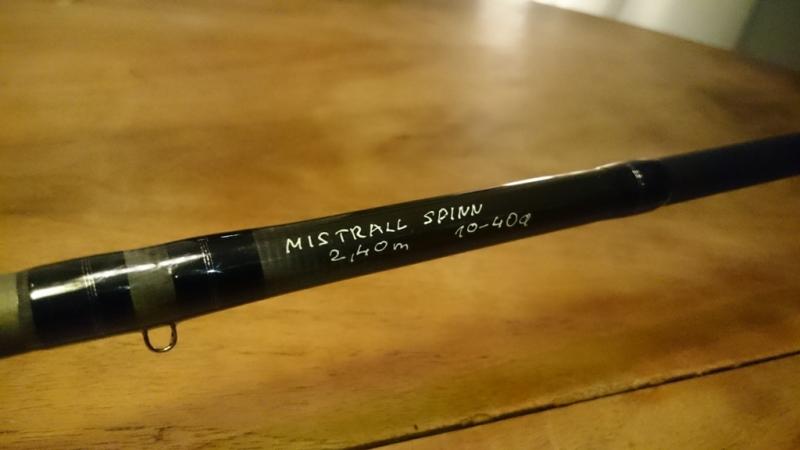 MISTRALL SPINN
2,40m 10-40g